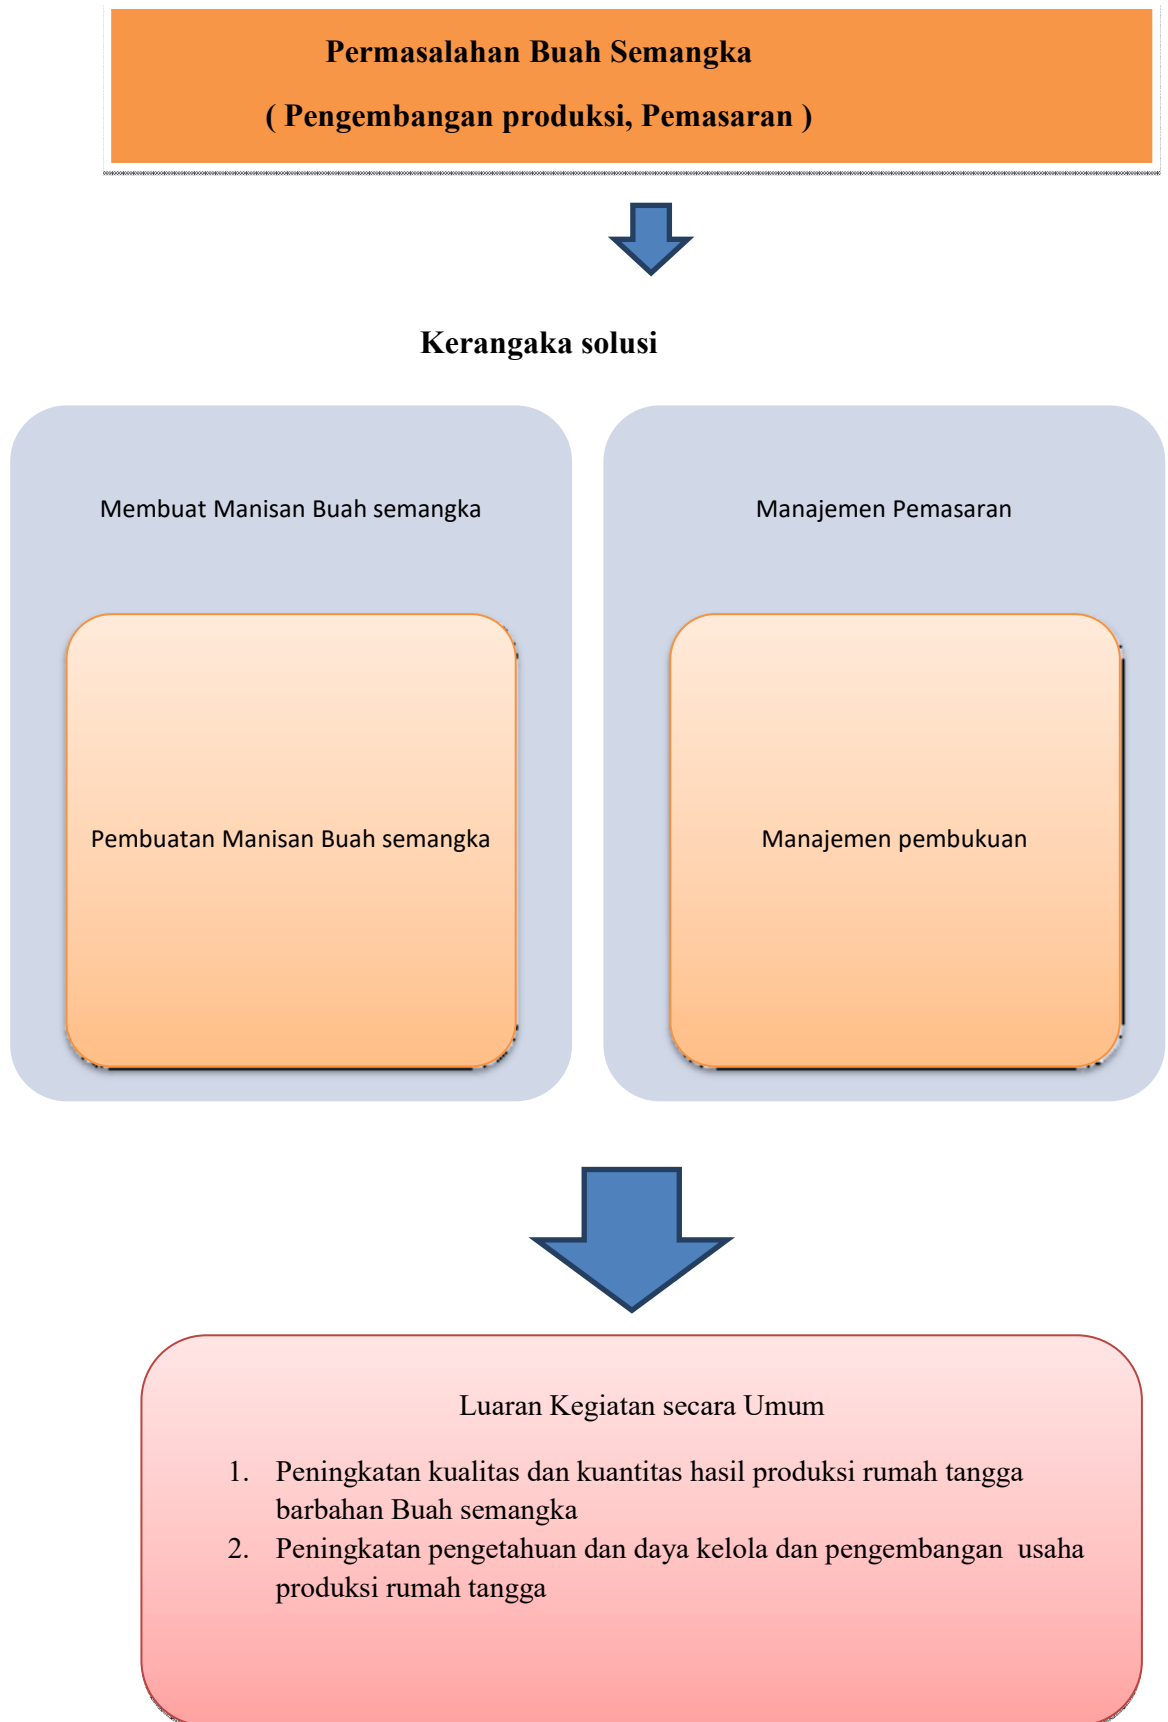 Permasalahan Buah Semangka
( Pengembangan produksi, Pemasaran )
Kerangaka solusi
Membuat Manisan Buah semangka
Manajemen Pemasaran
Pembuatan Manisan Buah semangka
Manajemen pembukuan
Luaran Kegiatan secara Umum
1. Peningkatan kualitas dan kuantitas hasil produksi rumah tangga
barbahan Buah semangka
2. Peningkatan pengetahuan dan daya kelola dan pengembangan usaha
produksi rumah tangga